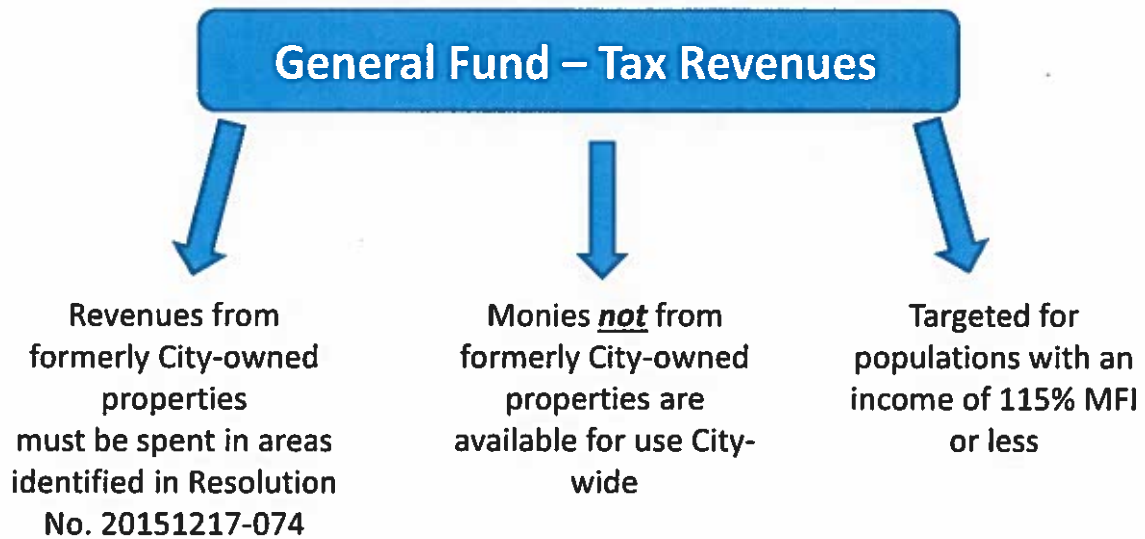 General Fund – Tax Revenues
Revenues from
formerly City-owned
properties
must be spent in areas
identified in Resolution
No. 20151217-074
Monies not from
formerly City-owned
properties are
available for use City-
wide
Targeted for
populations with an
income of 115% MFI
or less